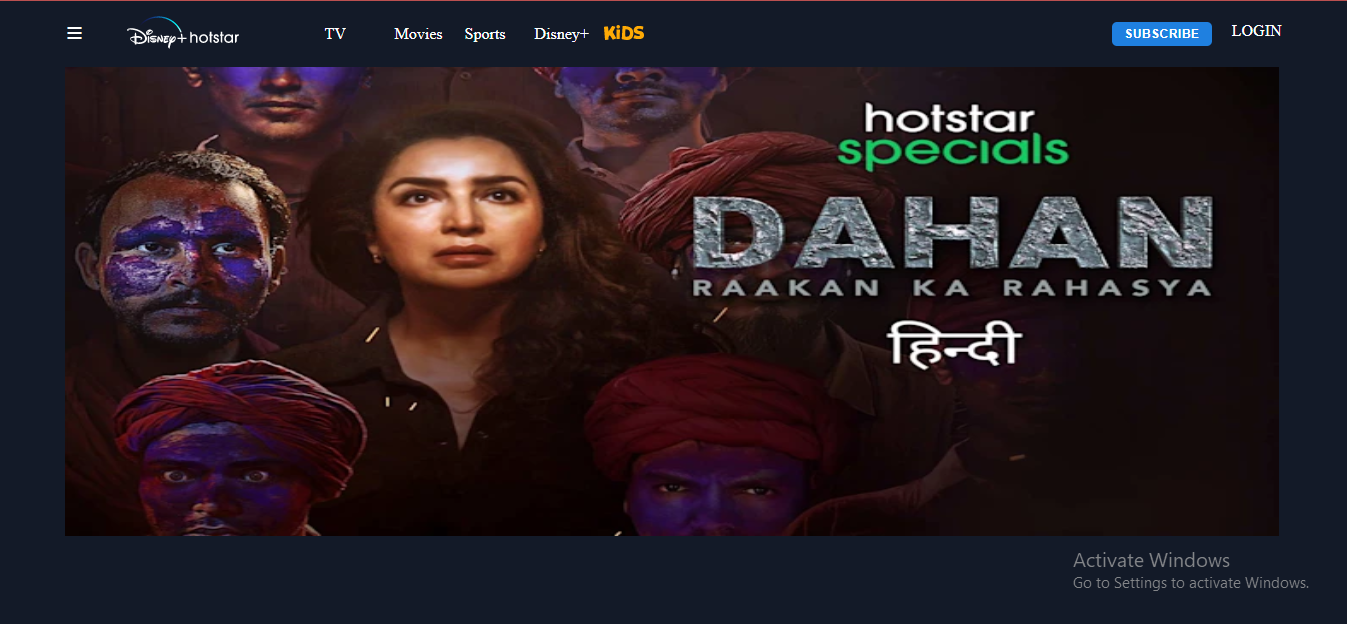 Disney+ hotstar
TV Movies Sports Disney+ KiDS
SUBSCRIBE LOGIN
hotstar
specials
DAHAN
RAAKAN KA RAHASYA
हिन्दी
Activate Windows
Go to Settings to activate Windows.